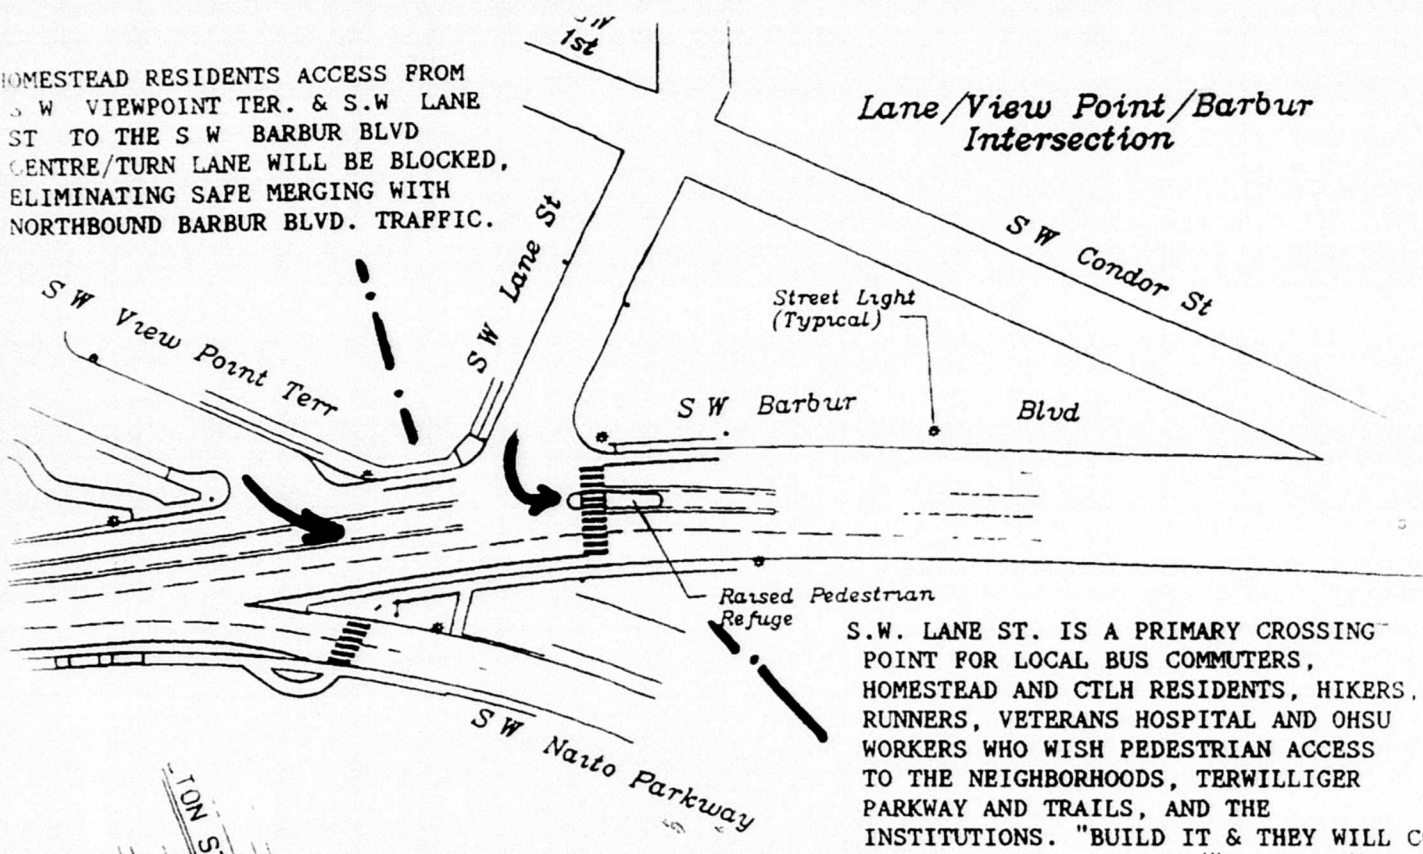 1st
HOMESTEAD RESIDENTS ACCESS FROM
S W VIEWPOINT TER. & S.W LANE
ST TO THE S W BARBUR BLVD
CENTRE/TURN LANE WILL BE BLOCKED,
ELIMINATING SAFE MERGING WITH
NORTHBOUND BARBUR BLVD. TRAFFIC.
Lane/View Point/Barbur
Intersection
S W Lane St
S W Condor St
S W View Point Terr
Street Light
(Typical)
S W Barbur Blvd
Raised Pedestrian
Refuge
S.W. LANE ST. IS A PRIMARY CROSSING
POINT FOR LOCAL BUS COMMUTERS,
HOMESTEAD AND CTLH RESIDENTS, HIKERS,
RUNNERS, VETERANS HOSPITAL AND OHSU
WORKERS WHO WISH PEDESTRIAN ACCESS
TO THE NEIGHBORHOODS, TERWILLIGER
PARKWAY AND TRAILS, AND THE
INSTITUTIONS. "BUILD IT & THEY WILL
S W Naito Parkway
TON